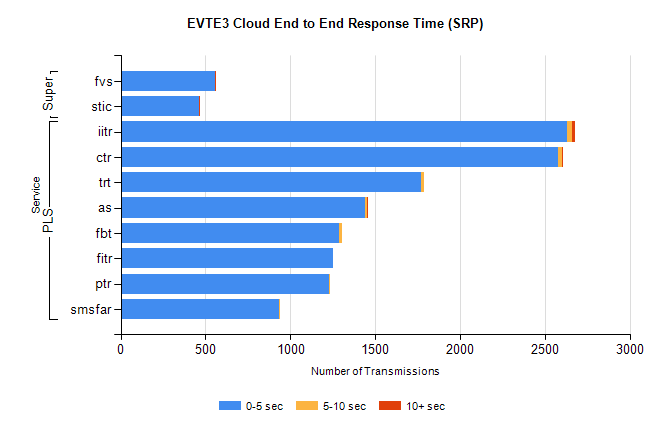 EVTE3 Cloud End to End Response Time (SRP)
Super
fvs
stic
Service
PLS
iitr
ctr
trt
as
fbt
fitr
ptr
smsfar
0 500 1000 1500 2000 2500 3000
Number of Transmissions
0-5 sec 5-10 sec 10+ sec